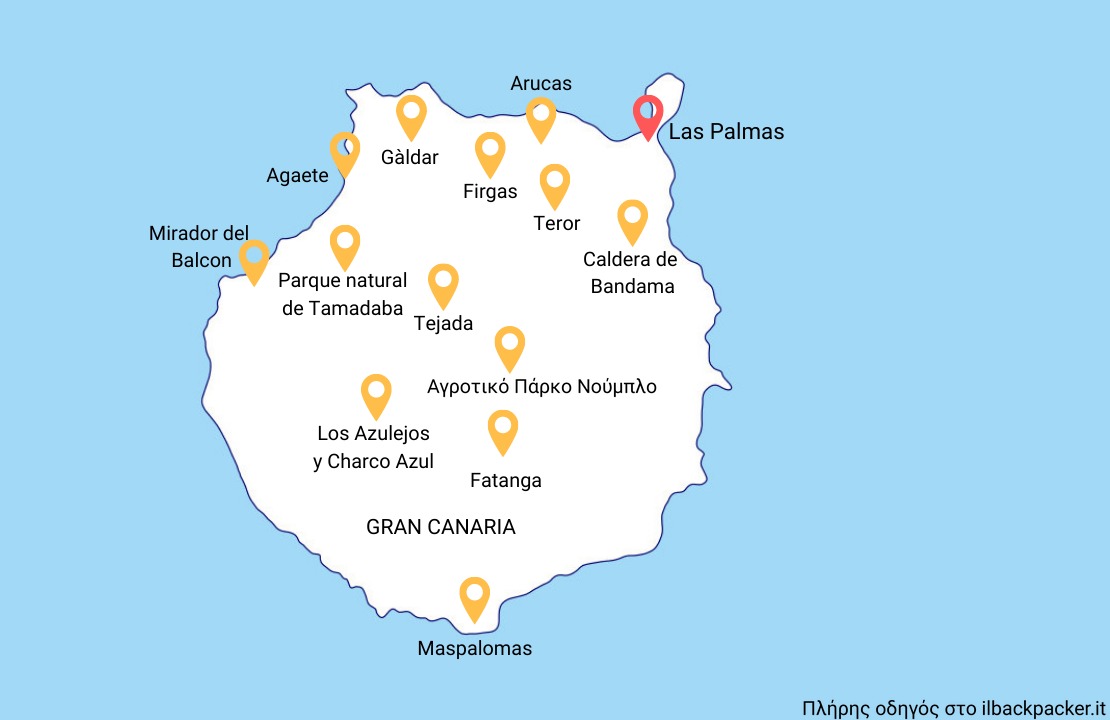 Arucas
Las Palmas
Gàldar
Agaete
Firgas
Teror
Mirador del
Balcon
Caldera de
Bandama
Parque natural
de Tamadaba
Tejada
Αγροτικό Πάρκο Νούμπλο
Los Azulejos
y Charco Azul
Fatanga
GRAN CANARIA
Maspalomas
Πλήρης οδηγός στο ilbackpacker.it